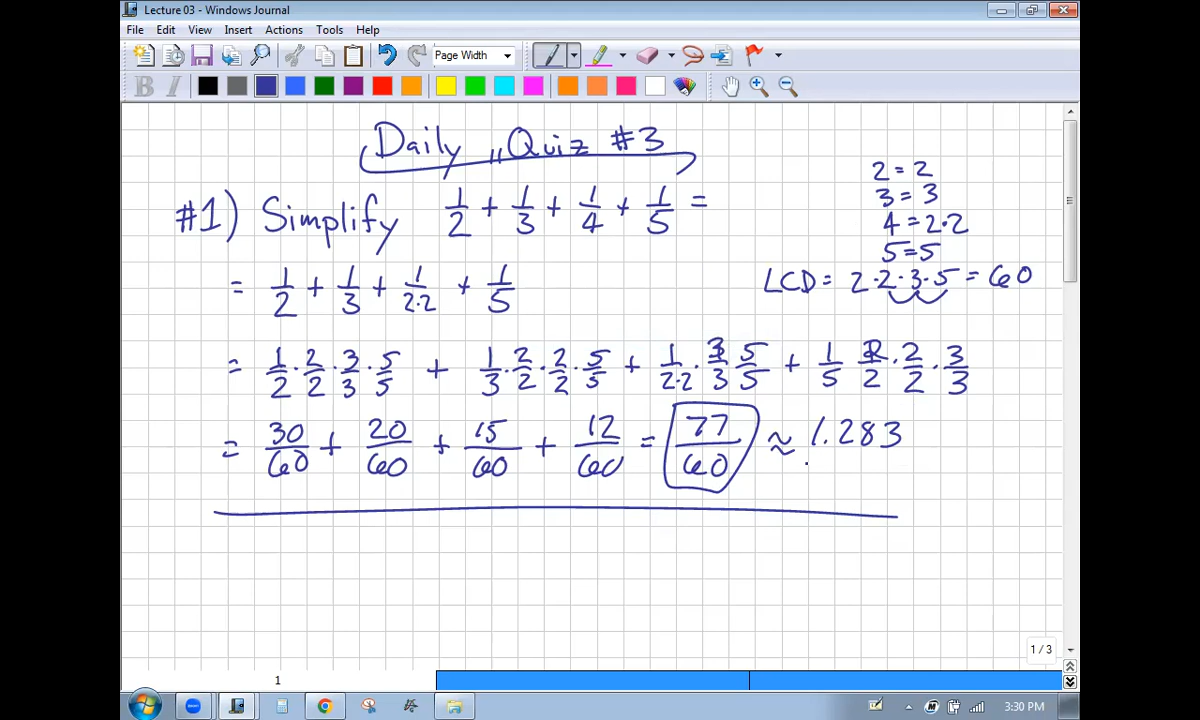 Lecture 03 - Windows Journal
File Edit View Insert Actions Tools Help
Page Width
B I
Daily Quiz #3
#1) Simplify 1/2 + 1/3 + 1/4 + 1/5 =
2 = 2
3 = 3
4 = 2·2
5 = 5
LCD = 2·2·3·5 = 60
= 1/2 + 1/3 + 1/2·2 + 1/5
= 1/2 · 2/2 · 3/3 · 5/5 + 1/3 · 2/2 · 2/2 · 5/5 + 1/2·2 · 3/3 5/5 + 1/5 2/2 · 2/2 · 3/3
= 30/60 + 20/60 + 15/60 + 12/60 = 77/60 ≈ 1.283
1 / 3
1
3:30 PM